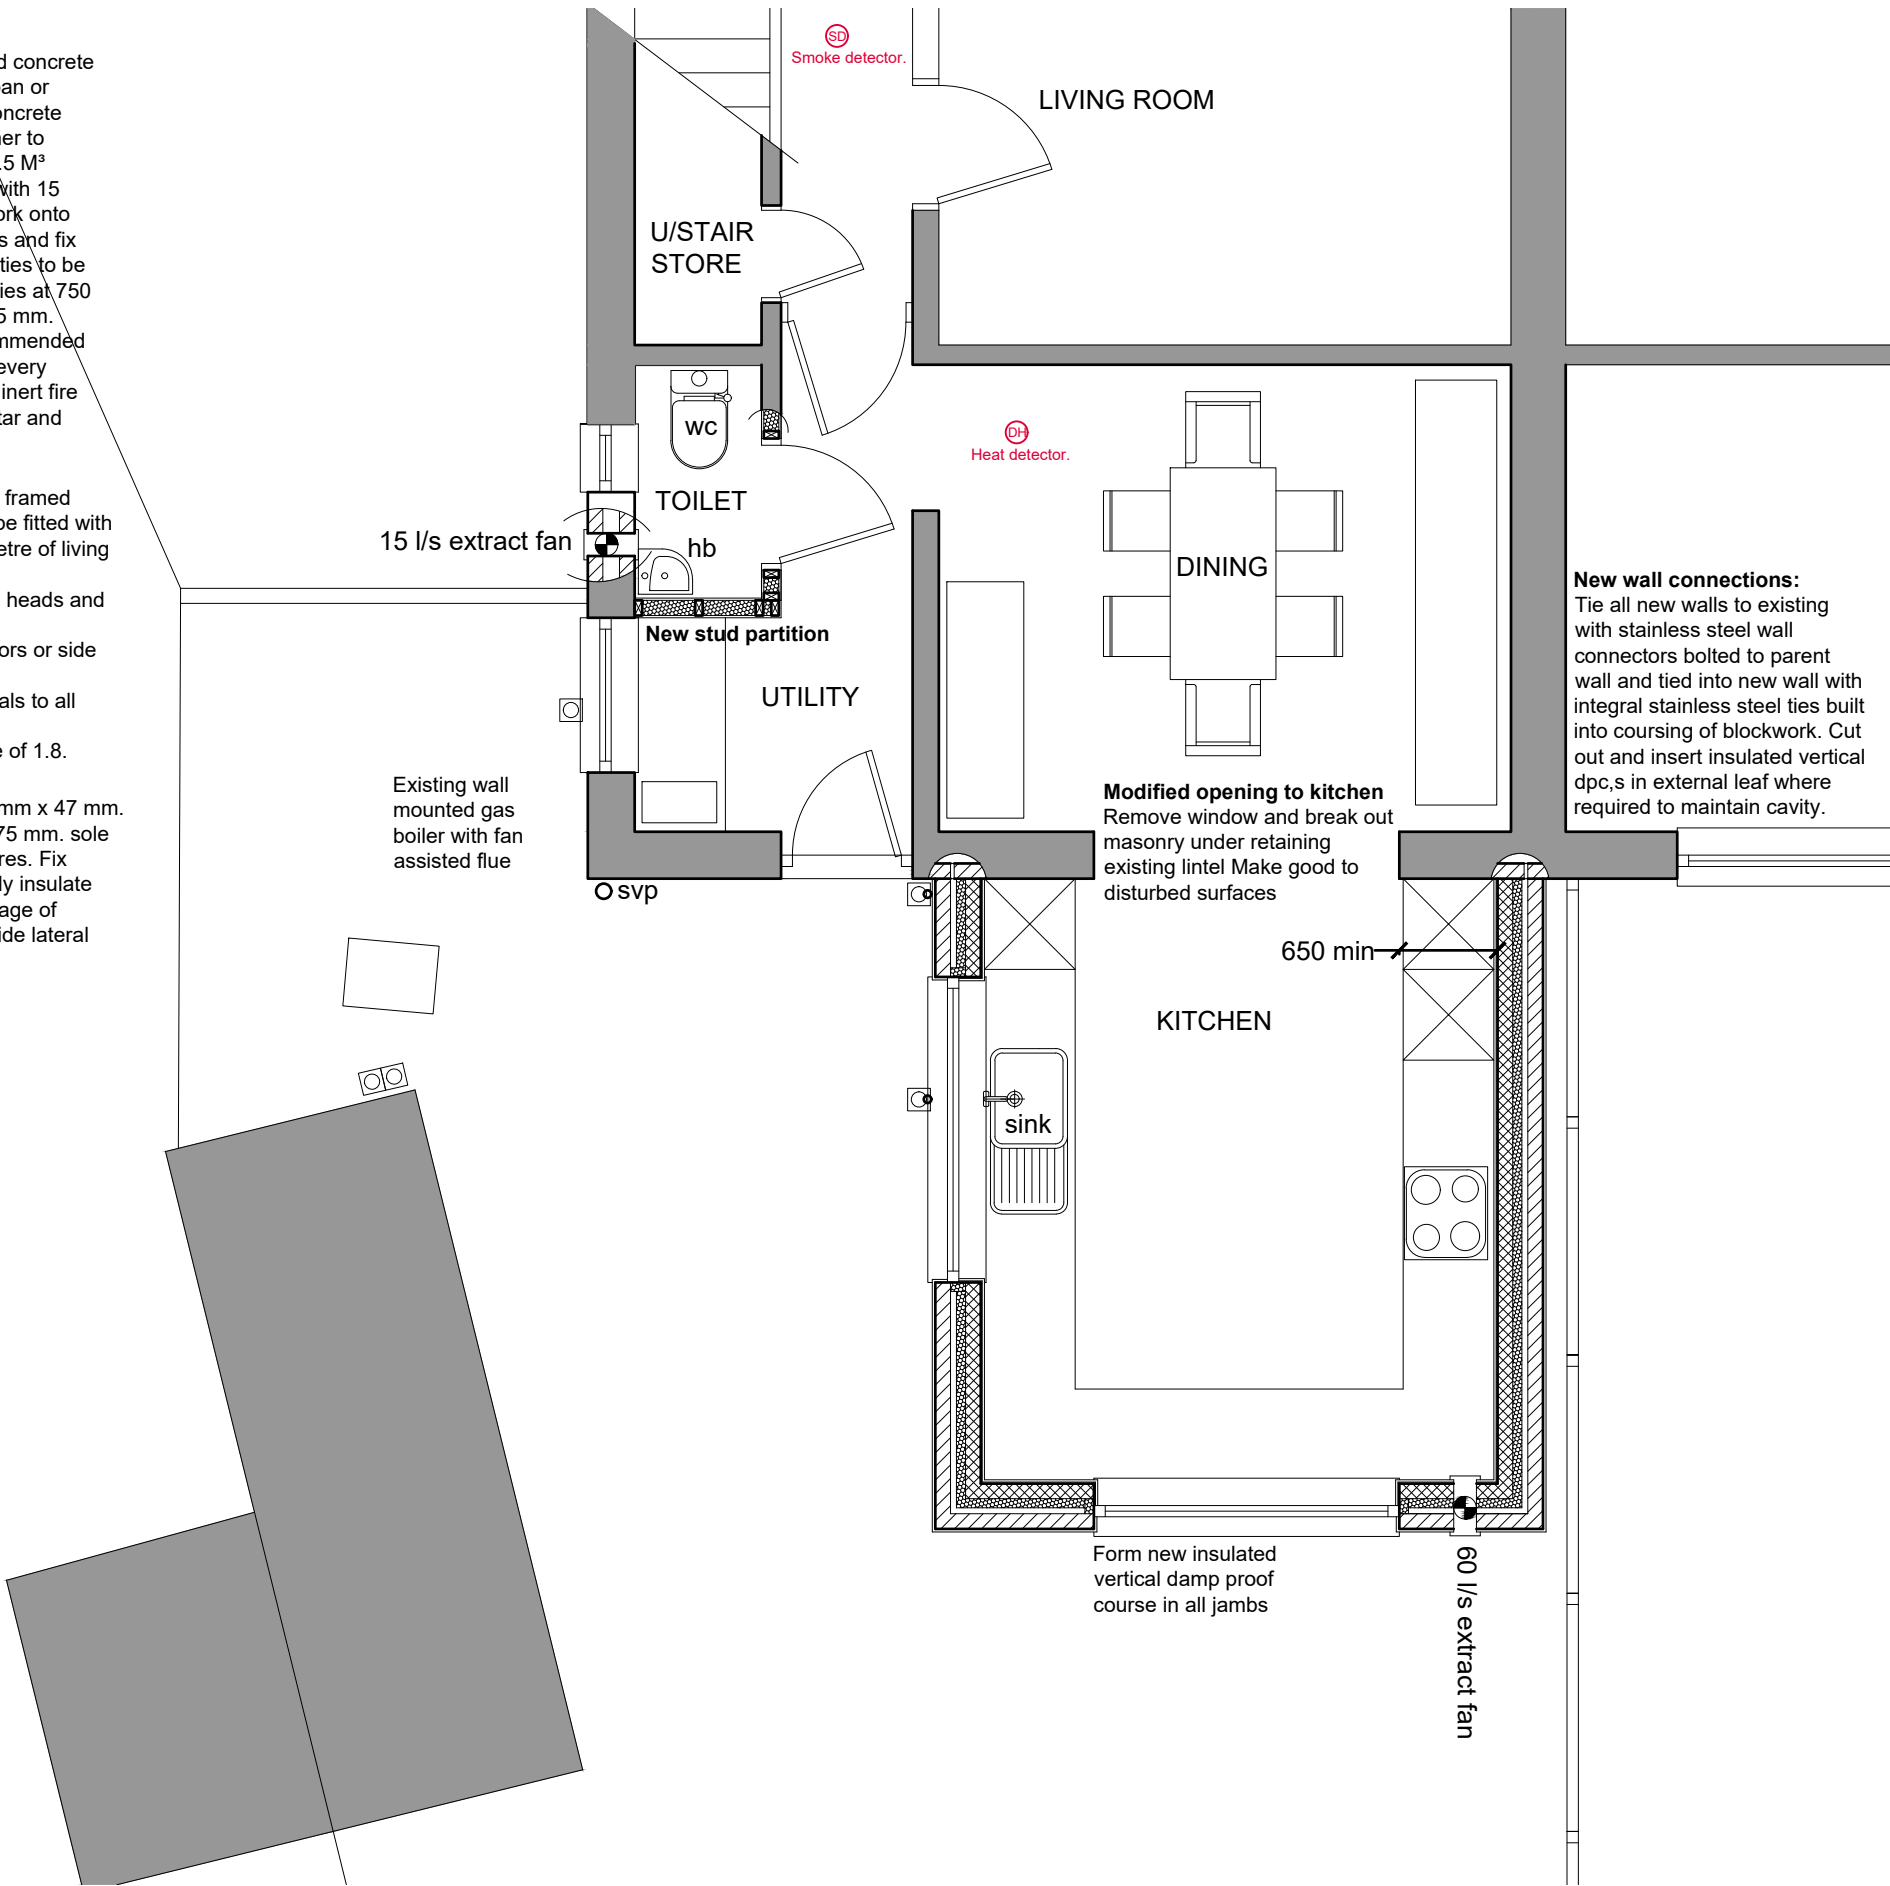 d concrete
an or
oncrete
er to
.5 M³
with 15
ork onto
s and fix
ties to be
ies at 750
5 mm.
mmended
every
inert fire
tar and
framed
be fitted with
etre of living
heads and
ors or side
als to all
e of 1.8.
mm x 47 mm.
75 mm. sole
res. Fix
ly insulate
age of
ide lateral
SD
Smoke detector.
LIVING ROOM
U/STAIR
STORE
WC
TOILET
15 l/s extract fan
hb
New stud partition
UTILITY
DH
Heat detector.
DINING
New wall connections:
Tie all new walls to existing
with stainless steel wall
connectors bolted to parent
wall and tied into new wall with
integral stainless steel ties built
into coursing of blockwork. Cut
out and insert insulated vertical
dpc,s in external leaf where
required to maintain cavity.
Existing wall
mounted gas
boiler with fan
assisted flue
svp
Modified opening to kitchen
Remove window and break out
masonry under retaining
existing lintel Make good to
disturbed surfaces
650 min
KITCHEN
sink
Form new insulated
vertical damp proof
course in all jambs
60 l/s extract fan